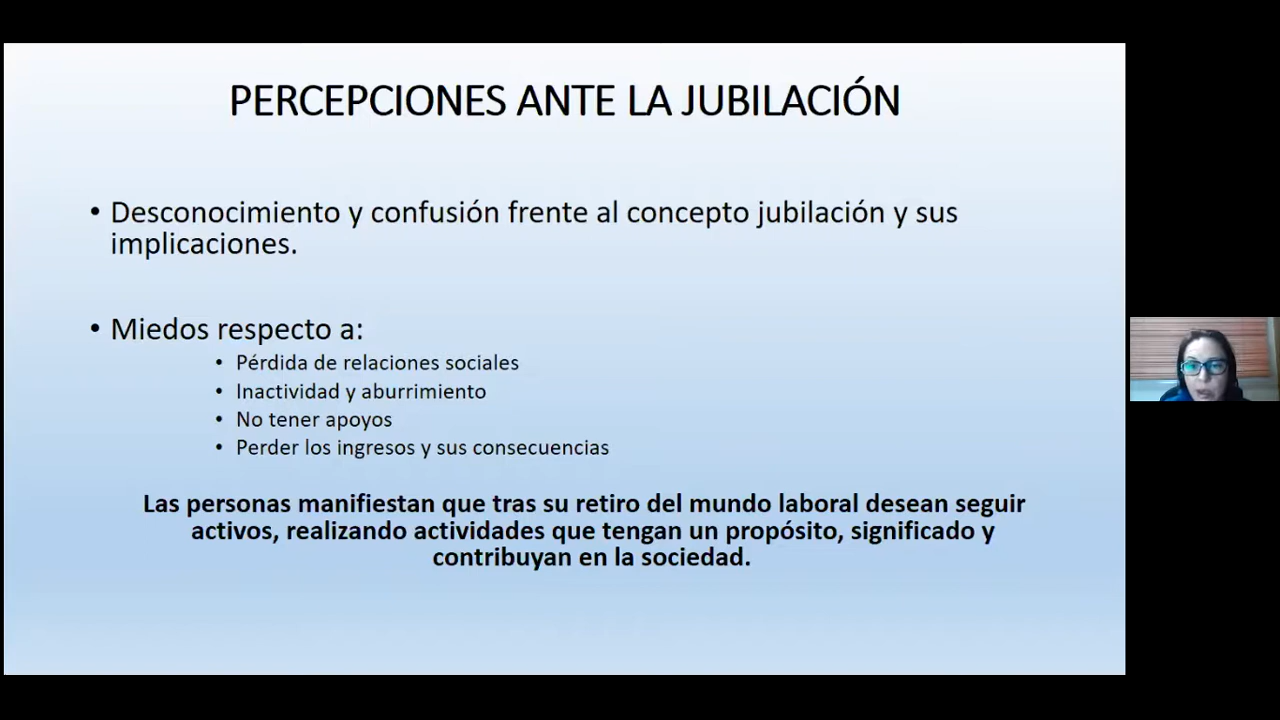 PERCEPCIONES ANTE LA JUBILACIÓN
• Desconocimiento y confusión frente al concepto jubilación y sus
implicaciones.
• Miedos respecto a:
• Pérdida de relaciones sociales
• Inactividad y aburrimiento
• No tener apoyos
• Perder los ingresos y sus consecuencias
Las personas manifiestan que tras su retiro del mundo laboral desean seguir
activos, realizando actividades que tengan un propósito, significado y
contribuyan en la sociedad.